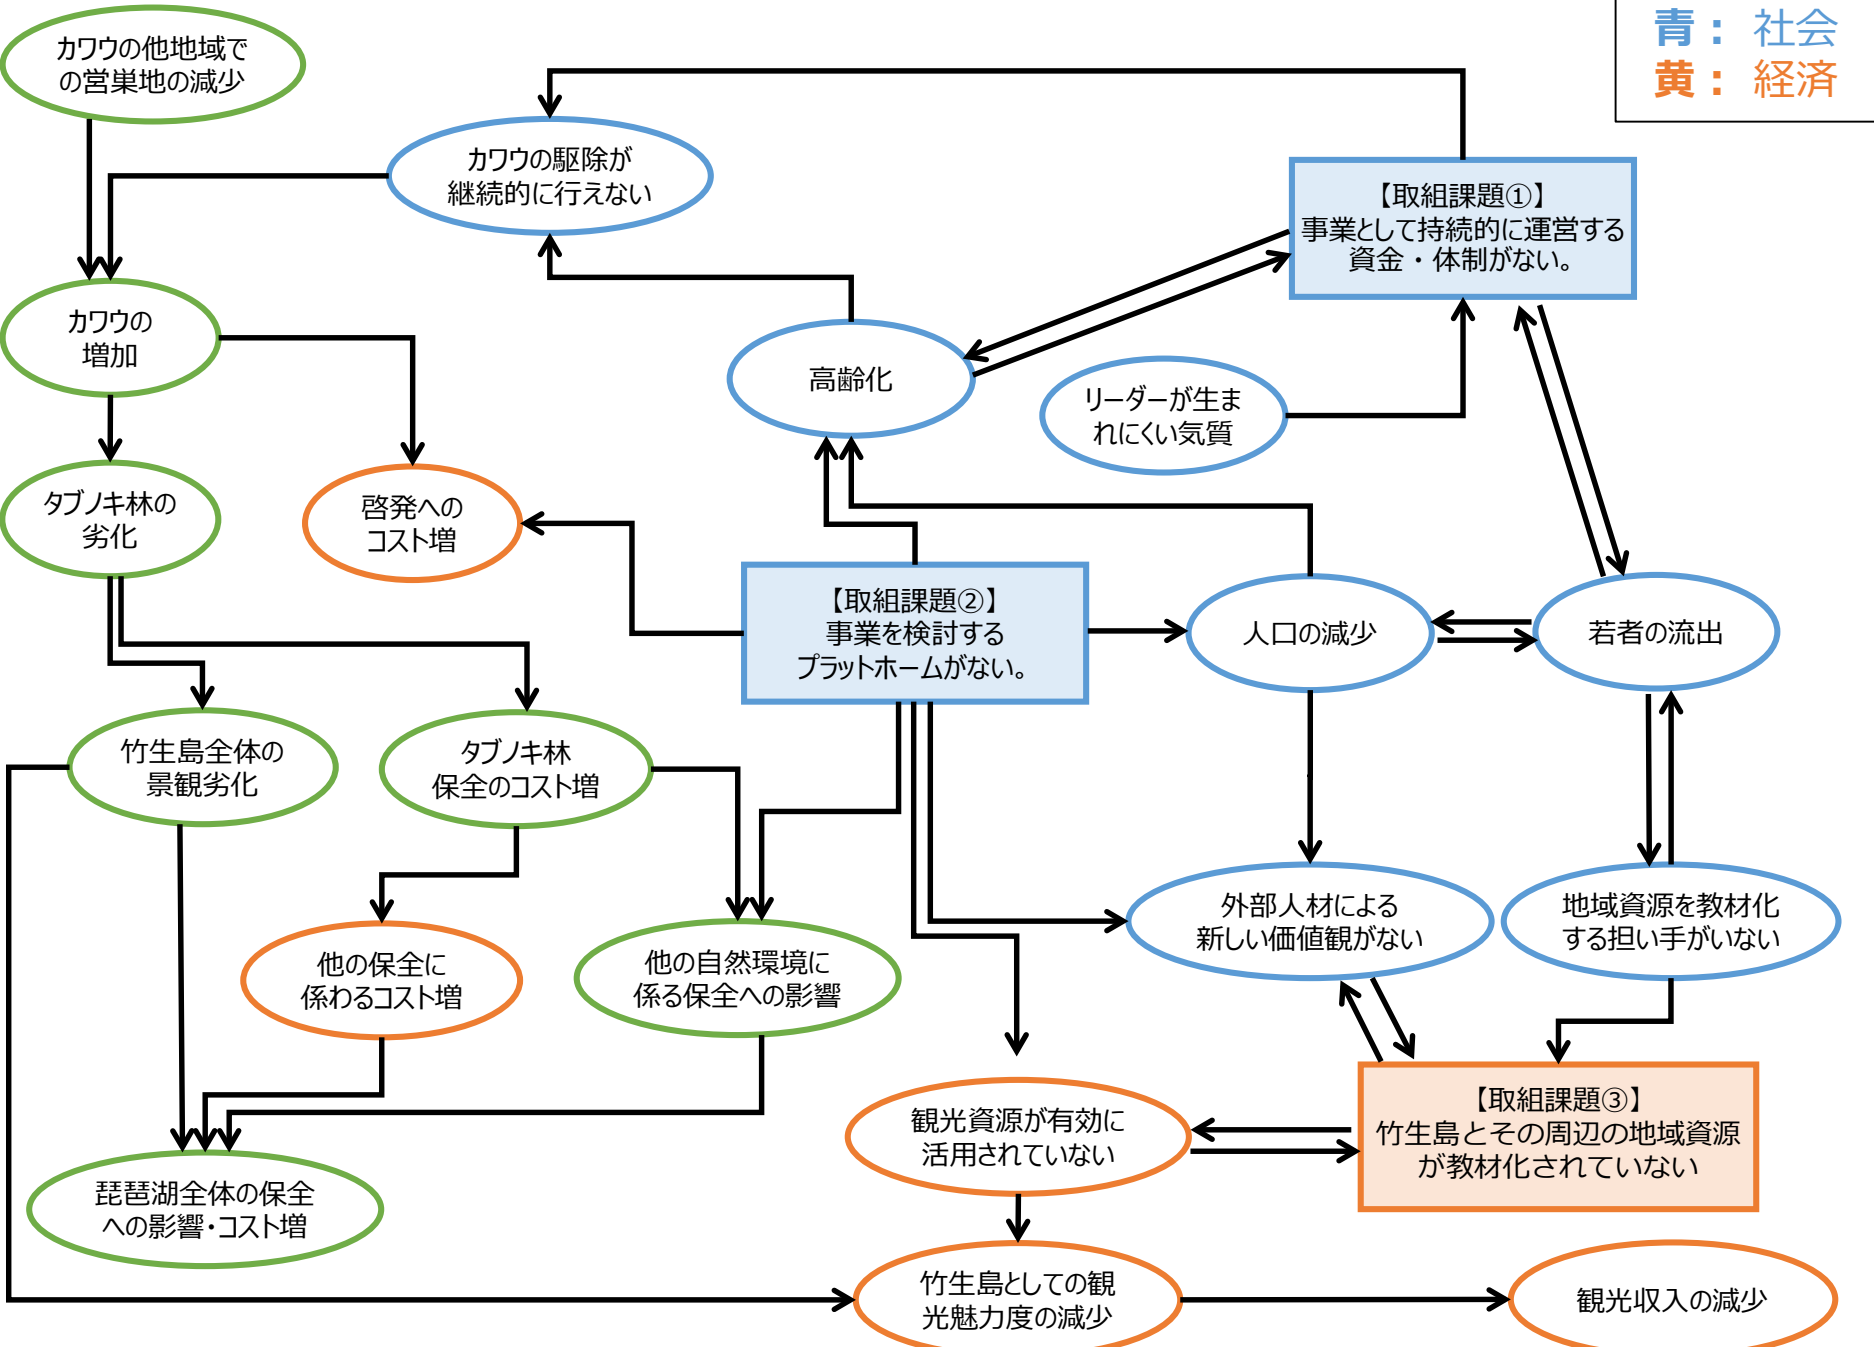 青： 社会
黄： 経済
カワウの他地域で
の営巣地の減少
カワウの駆除が
継続的に行えない
【取組課題①】
事業として持続的に運営する
資金・体制がない。
カワウの
増加
高齢化
リーダーが生ま
れにくい気質
タブノキ林の
劣化
啓発への
コスト増
【取組課題②】
事業を検討する
プラットホームがない。
人口の減少
若者の流出
竹生島全体の
景観劣化
タブノキ林
保全のコスト増
外部人材による
新しい価値観がない
地域資源を教材化
する担い手がいない
他の保全に
係わるコスト増
他の自然環境に
係る保全への影響
観光資源が有効に
活用されていない
【取組課題③】
竹生島とその周辺の地域資源
が教材化されていない
琵琶湖全体の保全
への影響・コスト増
竹生島としての観
光魅力度の減少
観光収入の減少